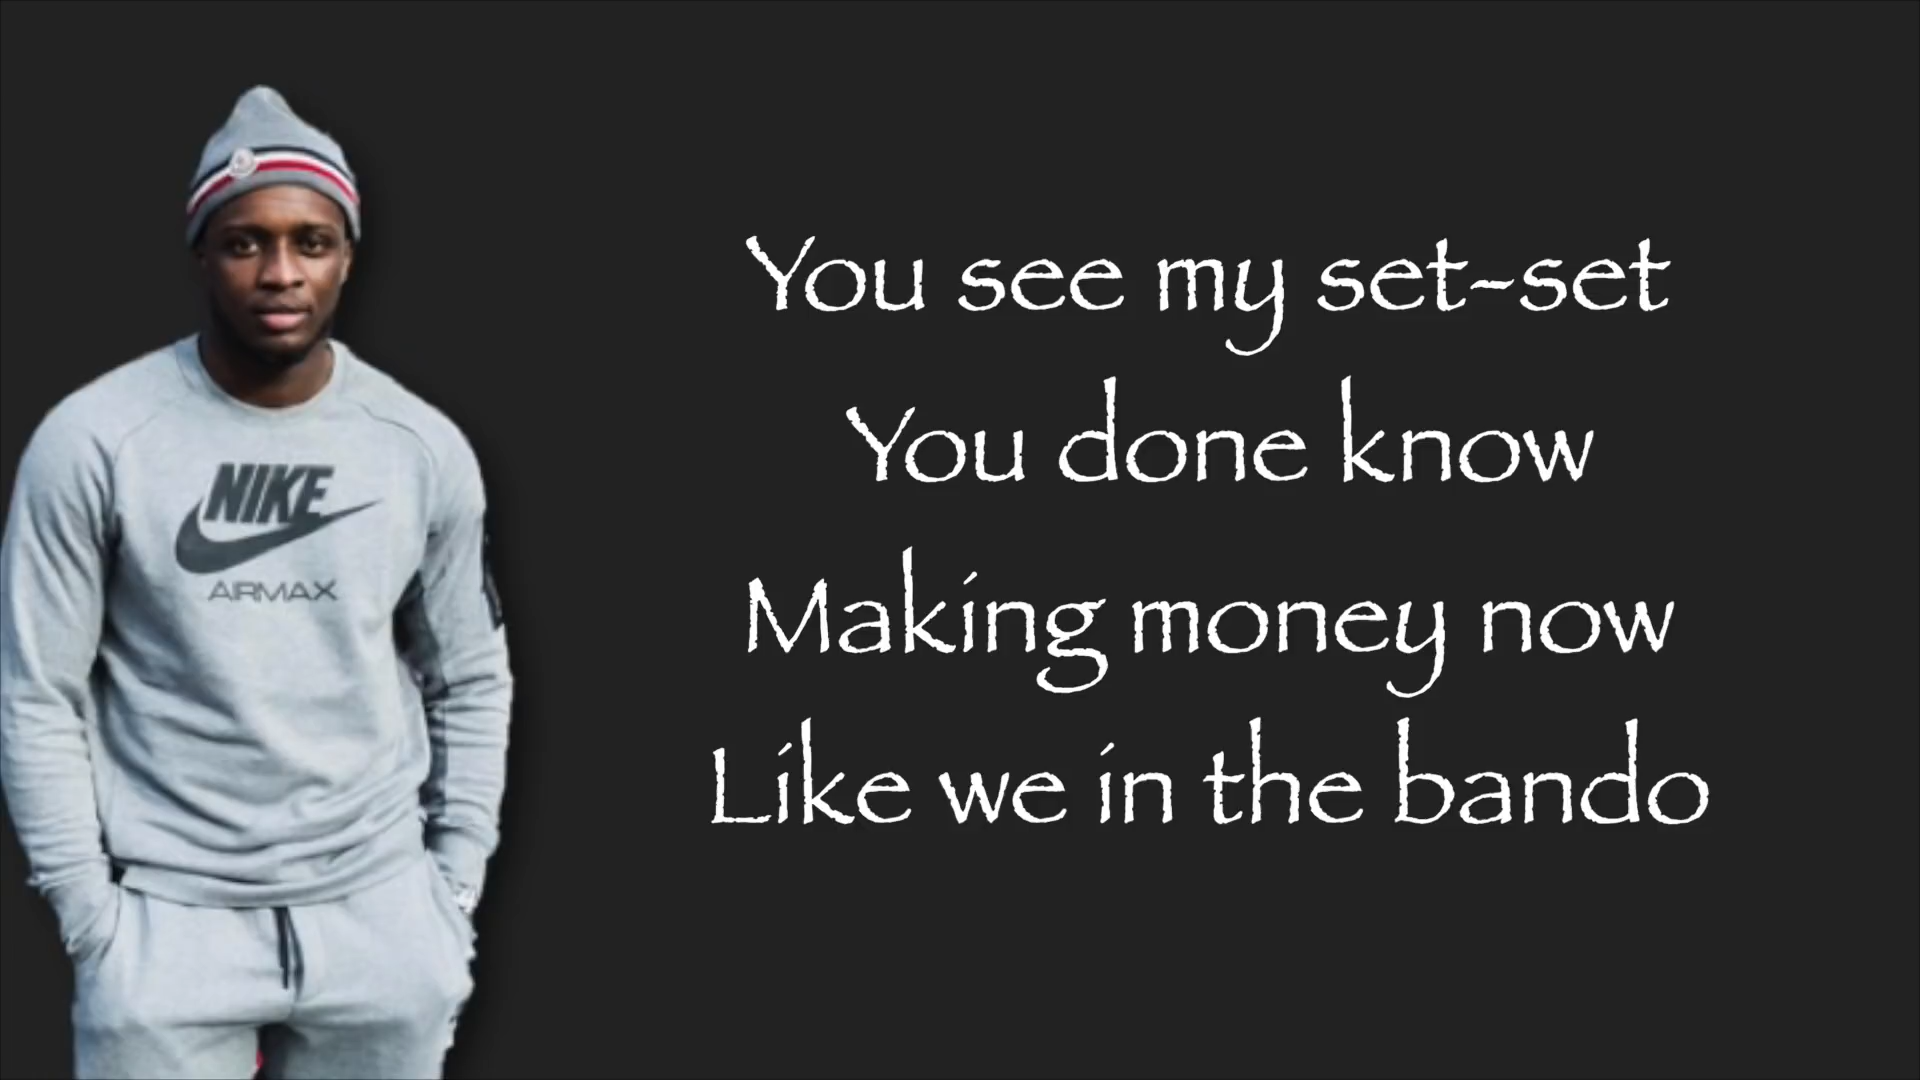 You see my set-set
You done know
Making money now
Like we in the bando
NIKE
AIRMAX